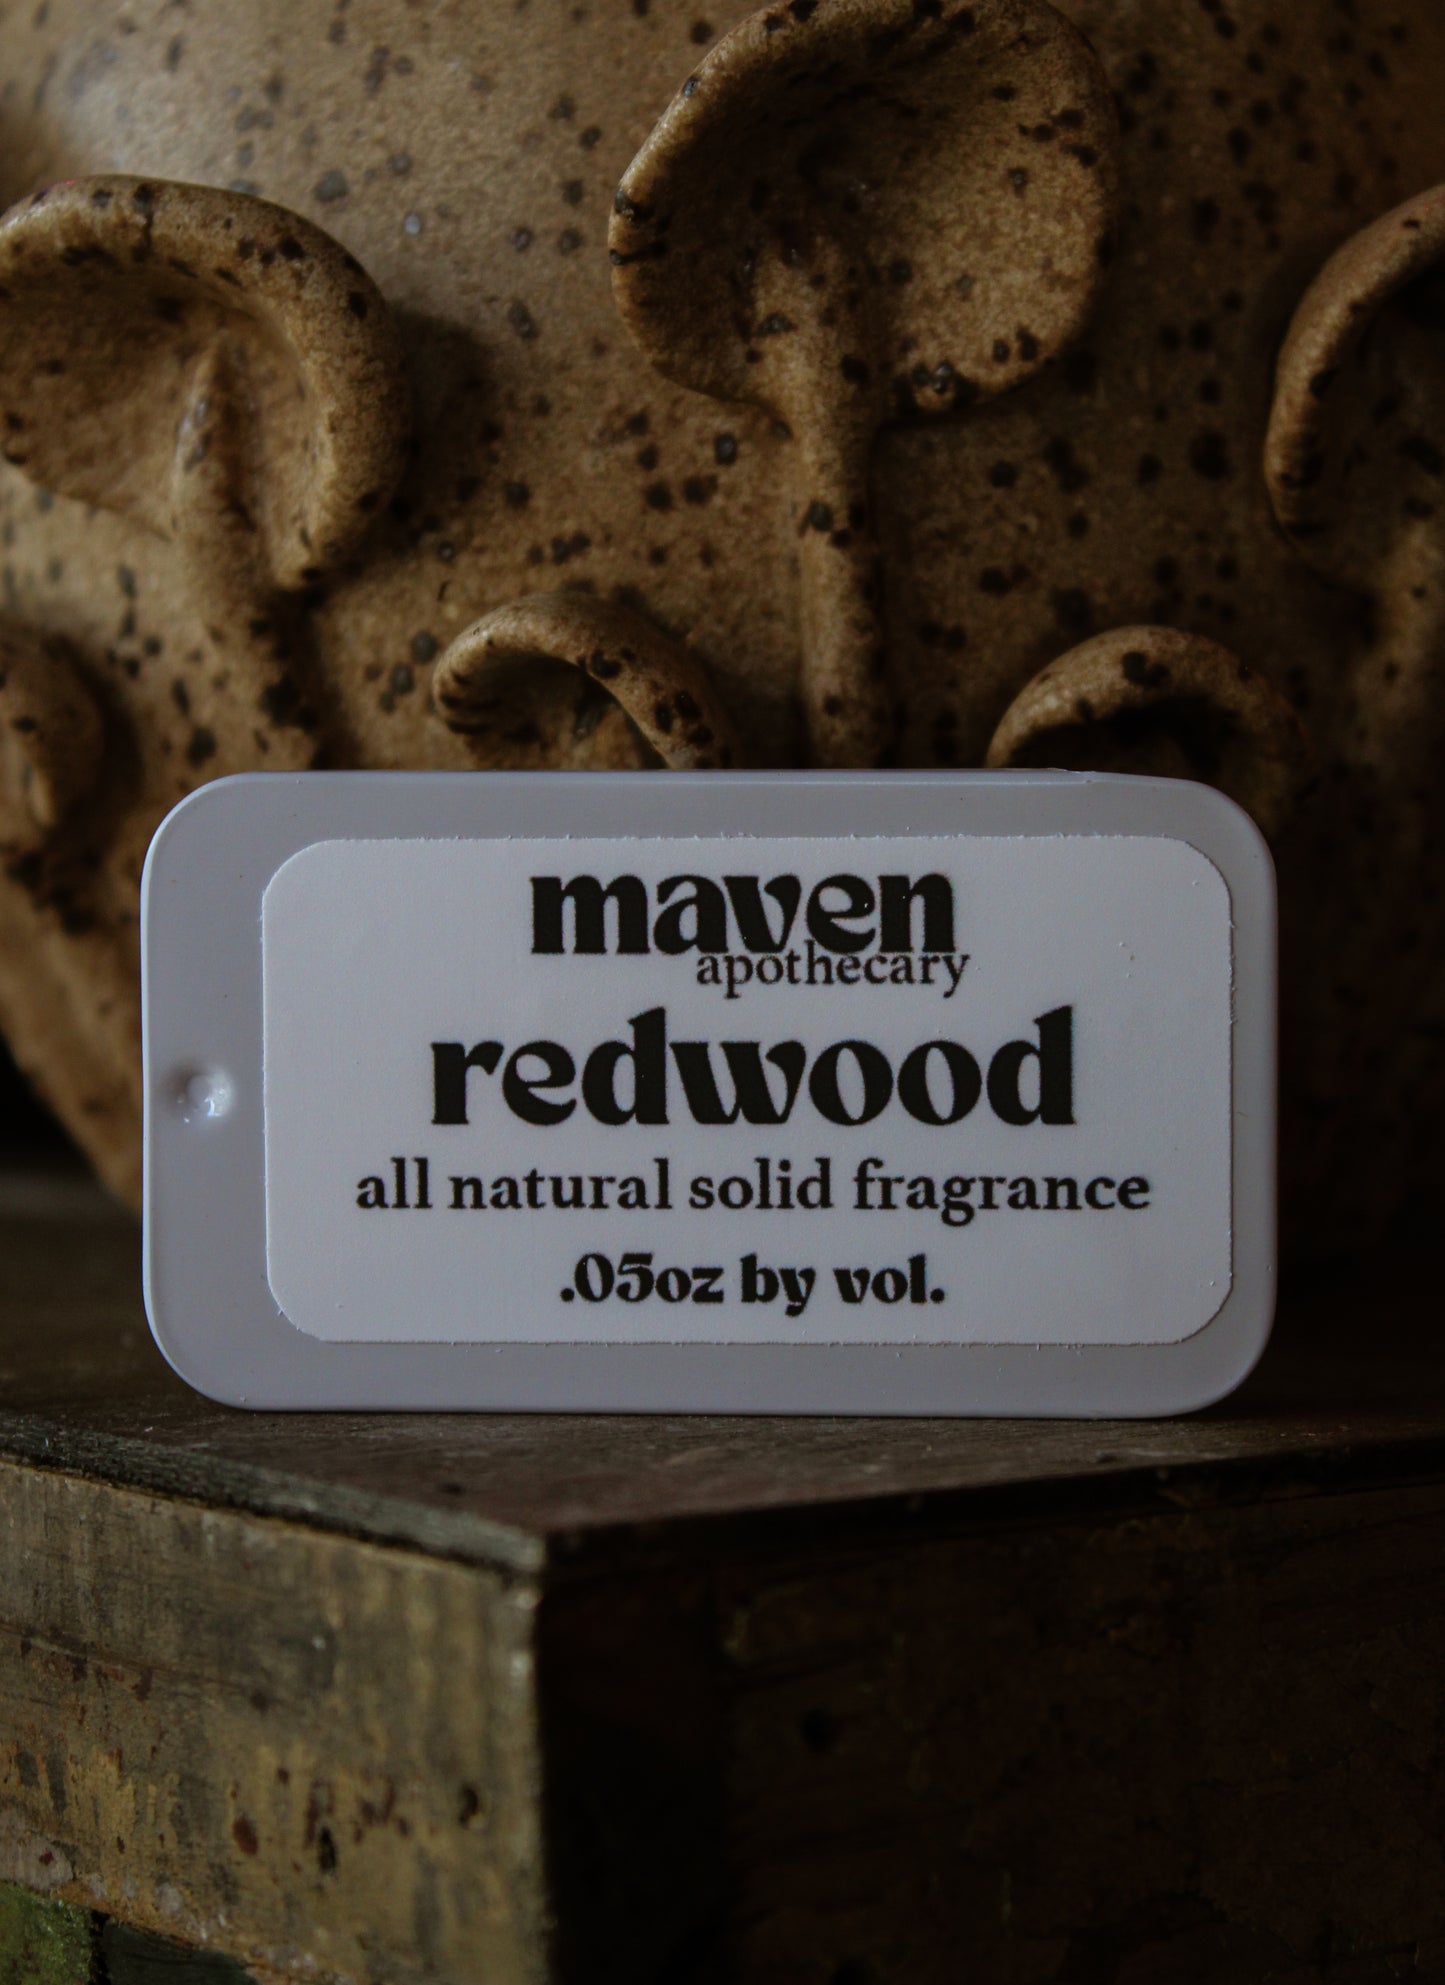 maven
apothecary
redwood
all natural solid fragrance
.05oz by vol.